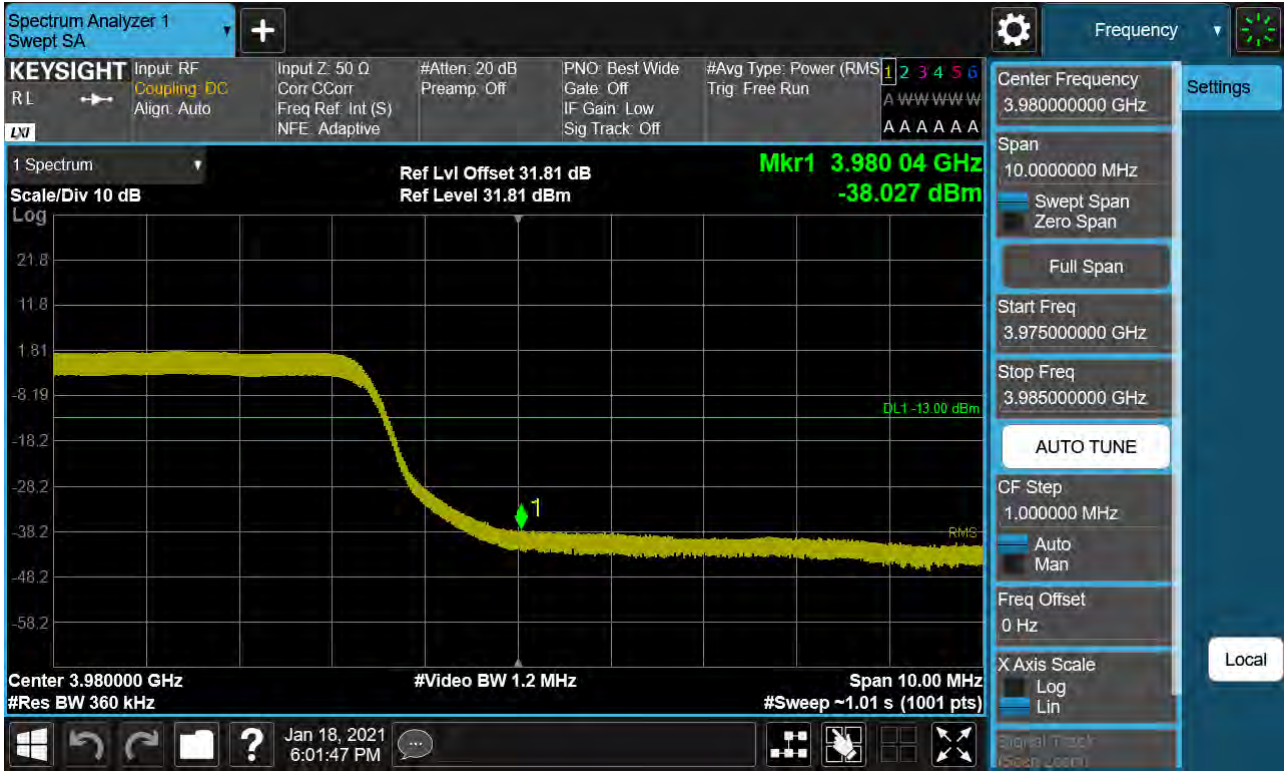 Spectrum Analyzer 1
Swept SA
Frequency
KEYSIGHT
RL
LXI
Input: RF
Coupling: DC
Align: Auto
Input Z: 50 Ω
Corr CCorr
Freq Ref: Int (S)
NFE: Adaptive
#Atten: 20 dB
Preamp: Off
PNO: Best Wide
Gate: Off
IF Gain: Low
Sig Track: Off
#Avg Type: Power (RMS
Trig: Free Run
1 2 3 4 5 6
A W W W W W
A A A A A A
1 Spectrum
Scale/Div 10 dB
Ref Lvl Offset 31.81 dB
Ref Level 31.81 dBm
Mkr1 3.980 04 GHz
-38.027 dBm
Log
21.8
11.8
1.81
-8.19
DL1 -13.00 dBm
-18.2
-28.2
1
-38.2
RMS
-48.2
-58.2
Center 3.980000 GHz
#Video BW 1.2 MHz
Span 10.00 MHz
#Res BW 360 kHz
#Sweep ~1.01 s (1001 pts)
Center Frequency
3.980000000 GHz
Settings
Span
10.0000000 MHz
Swept Span
Zero Span
Full Span
Start Freq
3.975000000 GHz
Stop Freq
3.985000000 GHz
AUTO TUNE
CF Step
1.000000 MHz
Auto
Man
Freq Offset
0 Hz
X Axis Scale
Log
Lin
Signal Track
(Span Zoom)
Local
?
Jan 18, 2021
6:01:47 PM